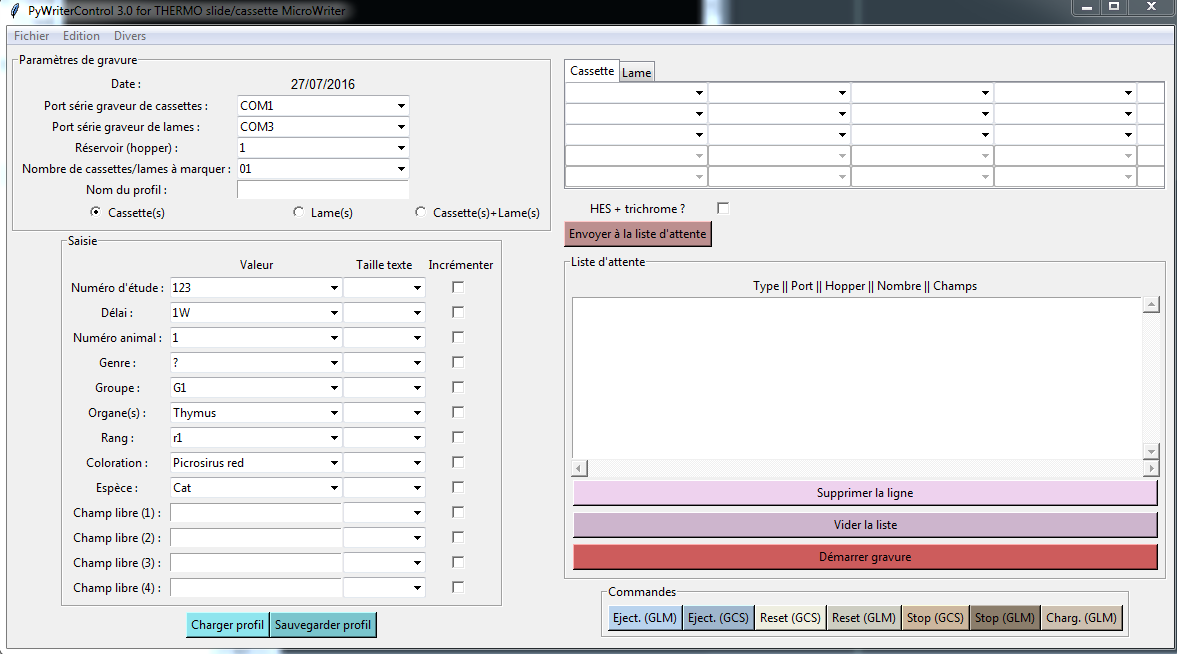 PyWriterControl 3.0 for THERMO slide/cassette MicroWriter
Fichier Edition Divers
Paramètres de gravure
Date : 27/07/2016
Port série graveur de cassettes : COM1
Port série graveur de lames : COM3
Réservoir (hopper) : 1
Nombre de cassettes/lames à marquer : 01
Nom du profil :
Cassette(s) Lame(s) Cassette(s)+Lame(s)
Saisie
Valeur Taille texte Incrémenter
Numéro d'étude : 123
Délai : 1W
Numéro animal : 1
Genre : ?
Groupe : G1
Organe(s) : Thymus
Rang : r1
Coloration : Picrosirus red
Espèce : Cat
Champ libre (1) :
Champ libre (2) :
Champ libre (3) :
Champ libre (4) :
Charger profil Sauvegarder profil
Cassette Lame
HES + trichrome ?
Envoyer à la liste d'attente
Liste d'attente
Type || Port || Hopper || Nombre || Champs
Supprimer la ligne
Vider la liste
Démarrer gravure
Commandes
Eject. (GLM) Eject. (GCS) Reset (GCS) Reset (GLM) Stop (GCS) Stop (GLM) Charg. (GLM)